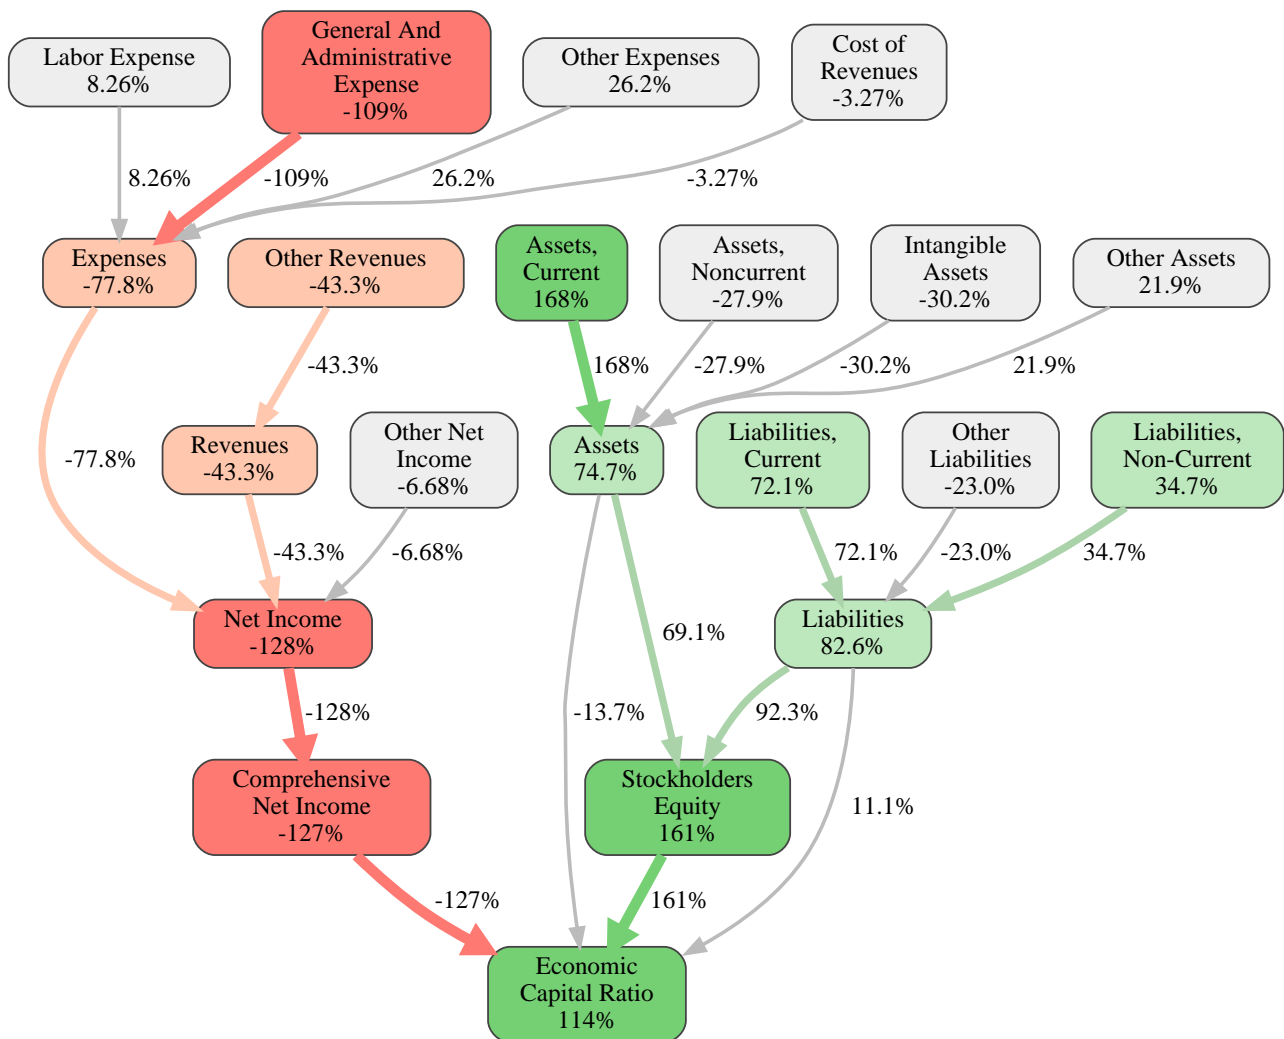 Labor Expense
8.26%
General And
Administrative
Expense
-109%
Other Expenses
26.2%
Cost of
Revenues
-3.27%
8.26%
-109%
26.2%
-3.27%
Expenses
-77.8%
Other Revenues
-43.3%
Assets,
Current
168%
Assets,
Noncurrent
-27.9%
Intangible
Assets
-30.2%
Other Assets
21.9%
-43.3%
168%
-27.9%
-30.2%
21.9%
-77.8%
Revenues
-43.3%
Other Net
Income
-6.68%
Assets
74.7%
Liabilities,
Current
72.1%
Other
Liabilities
-23.0%
Liabilities,
Non-Current
34.7%
-43.3%
-6.68%
72.1%
-23.0%
34.7%
Net Income
-128%
69.1%
Liabilities
82.6%
-128%
-13.7%
92.3%
Comprehensive
Net Income
-127%
Stockholders
Equity
161%
11.1%
-127%
161%
Economic
Capital Ratio
114%